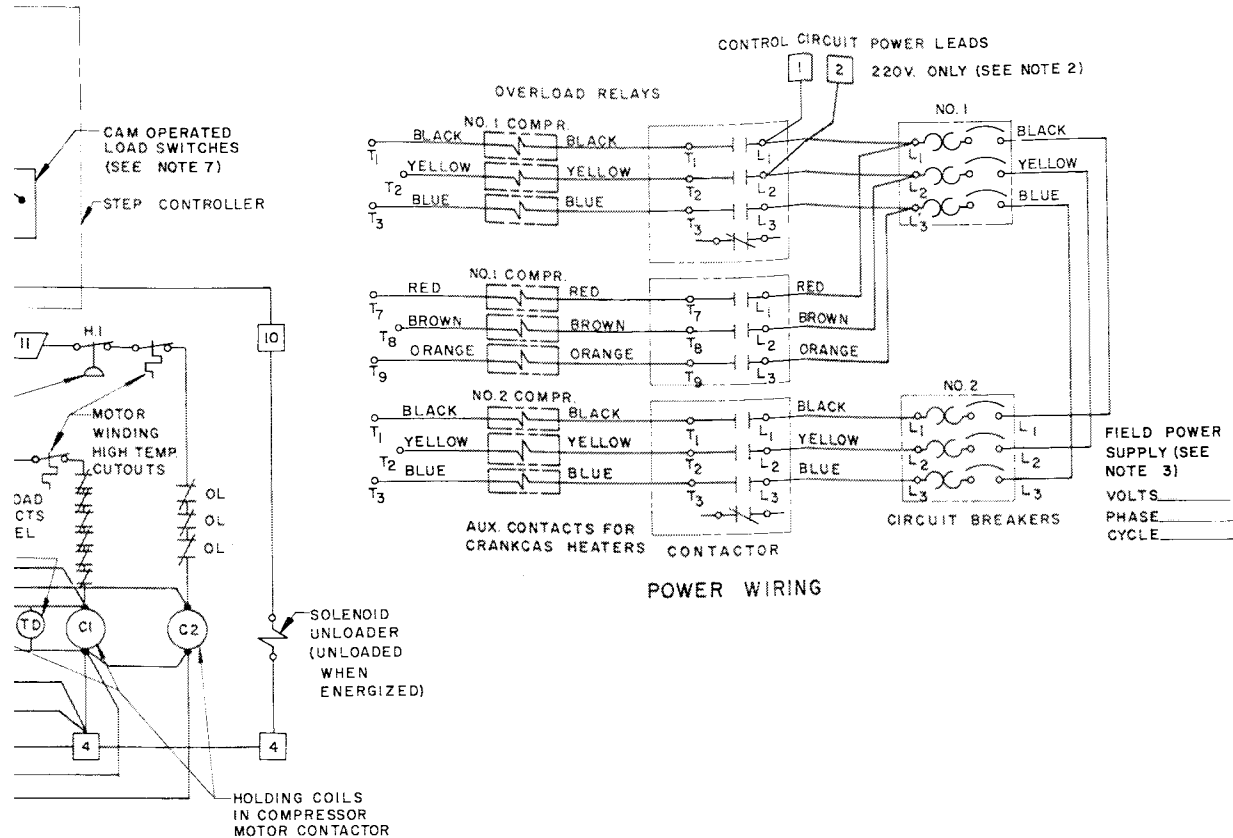 CAM OPERATED
LOAD SWITCHES
(SEE NOTE 7)
STEP CONTROLLER
11
H.I
10
MOTOR
WINDING
HIGH TEMP.
CUTOUTS
OL
OL
OL
TD
C1
C2
SOLENOID
UNLOADER
(UNLOADED
WHEN
ENERGIZED)
4
4
HOLDING COILS
IN COMPRESSOR
MOTOR CONTACTOR
CONTROL CIRCUIT POWER LEADS
1
2
220V. ONLY (SEE NOTE 2)
OVERLOAD RELAYS
NO. 1 COMPR.
T1 BLACK BLACK T1 L1
T2 YELLOW YELLOW T2 L2
T3 BLUE BLUE T3 L3
NO. 1
L1 BLACK
L2 YELLOW
L3 BLUE
NO. 1 COMPR.
T7 RED RED T7 L1 RED
T8 BROWN BROWN T8 L2 BROWN
T9 ORANGE ORANGE T9 L3 ORANGE
NO. 2 COMPR.
NO. 2
T1 BLACK BLACK T1 L1 BLACK L1 L1
T2 YELLOW YELLOW T2 L2 YELLOW L2 L2
T3 BLUE BLUE T3 L3 BLUE L3 L3
FIELD POWER
SUPPLY (SEE
NOTE 3)
VOLTS
PHASE
CYCLE
AUX. CONTACTS FOR
CRANKCAS HEATERS
CONTACTOR
CIRCUIT BREAKERS
POWER WIRING